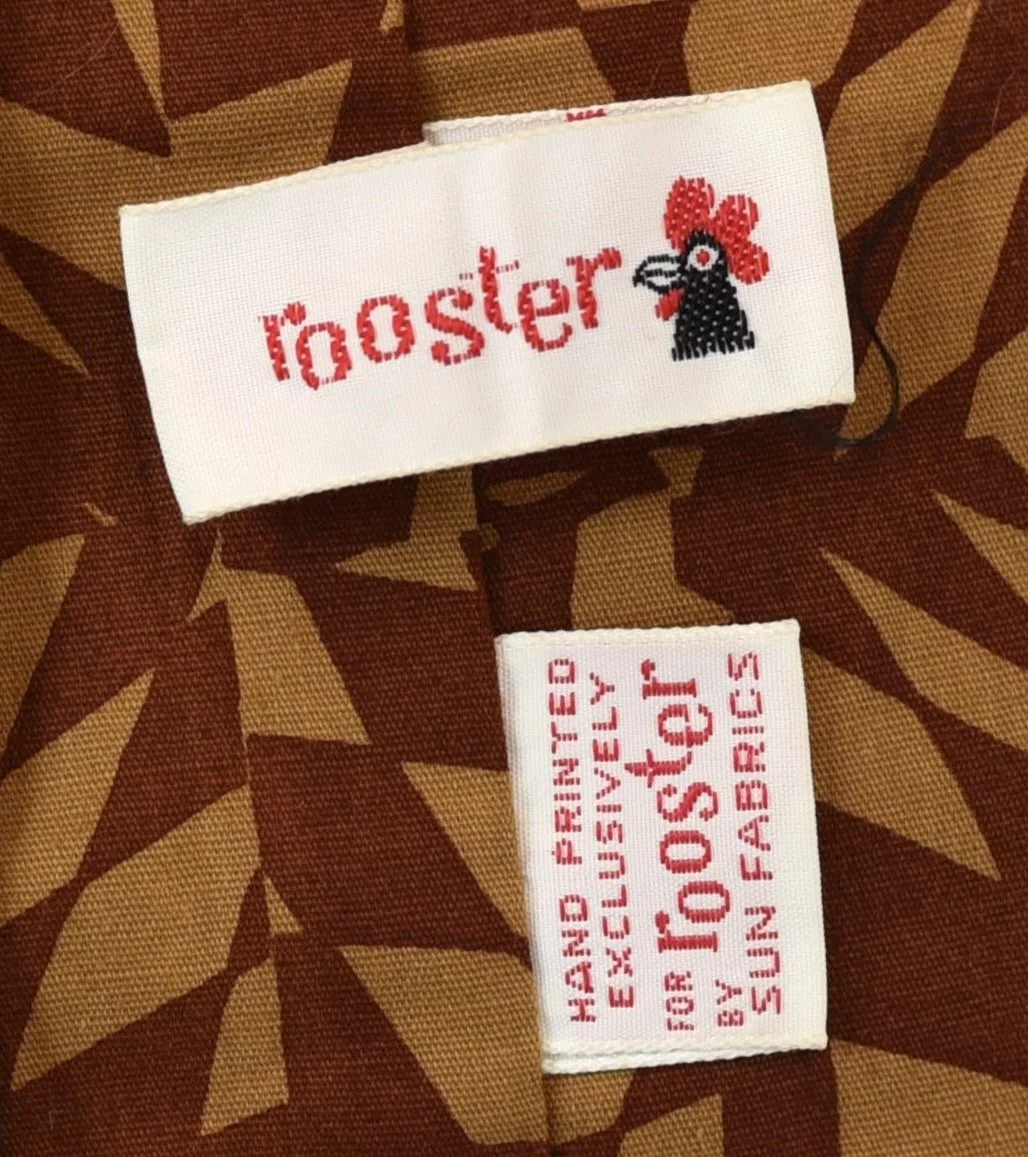 rooster
HAND PRINTED
EXCLUSIVELY
FOR rooster
BY
SUN FABRICS